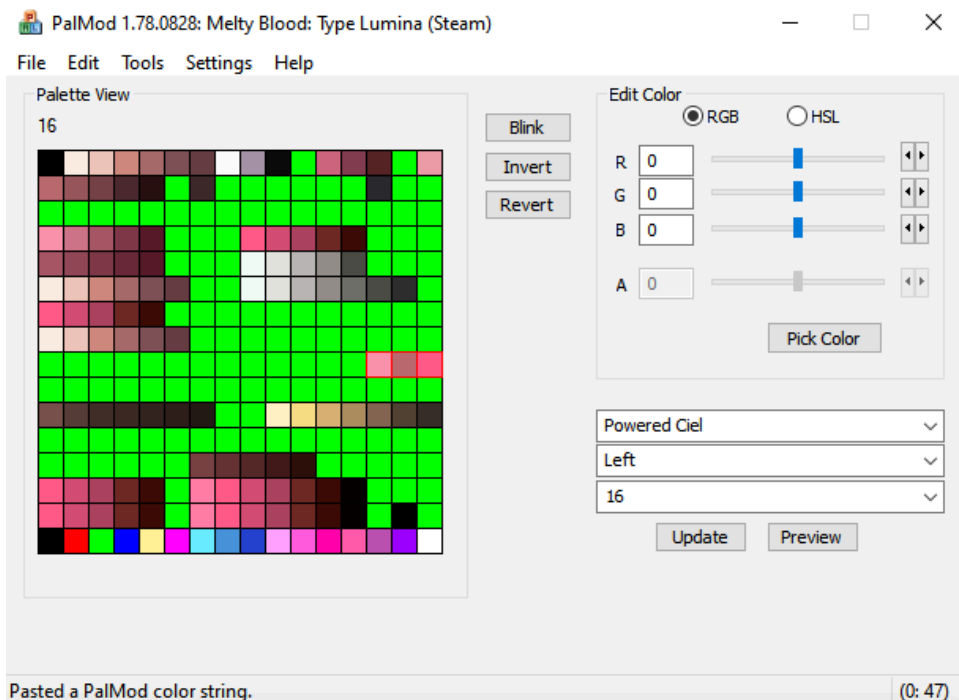 PalMod 1.78.0828: Melty Blood: Type Lumina (Steam)
File Edit Tools Settings Help
Palette View
16
Blink
Invert
Revert
Edit Color
RGB HSL
R 0
G 0
B 0
A 0
Pick Color
Powered Ciel
Left
16
Update Preview
Pasted a PalMod color string. (0: 47)